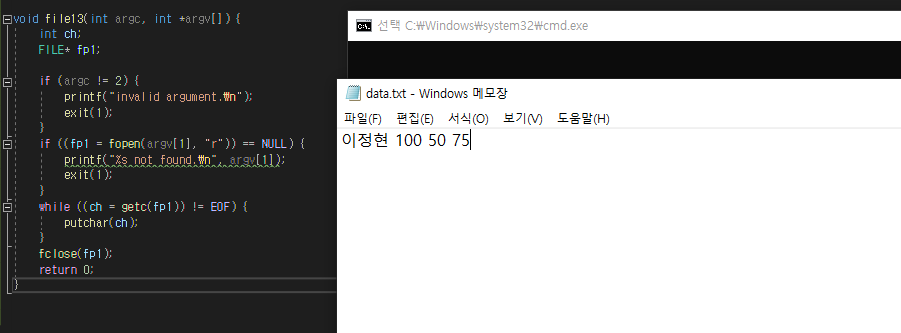 void file13(int argc, int *argv[]){
int ch;
FILE* fp1;
if (argc != 2) {
printf("invalid argument.₩n");
exit(1);
}
if ((fp1 = fopen(argv[1], "r")) == NULL) {
printf("%s not found.₩n", argv[1]);
exit(1);
}
while ((ch = getc(fp1)) != EOF) {
putchar(ch);
}
fclose(fp1);
return 0;
}
선택 C:₩Windows₩system32₩cmd.exe
data.txt - Windows 메모장
파일(F) 편집(E) 서식(O) 보기(V) 도움말(H)
이정현 100 50 75